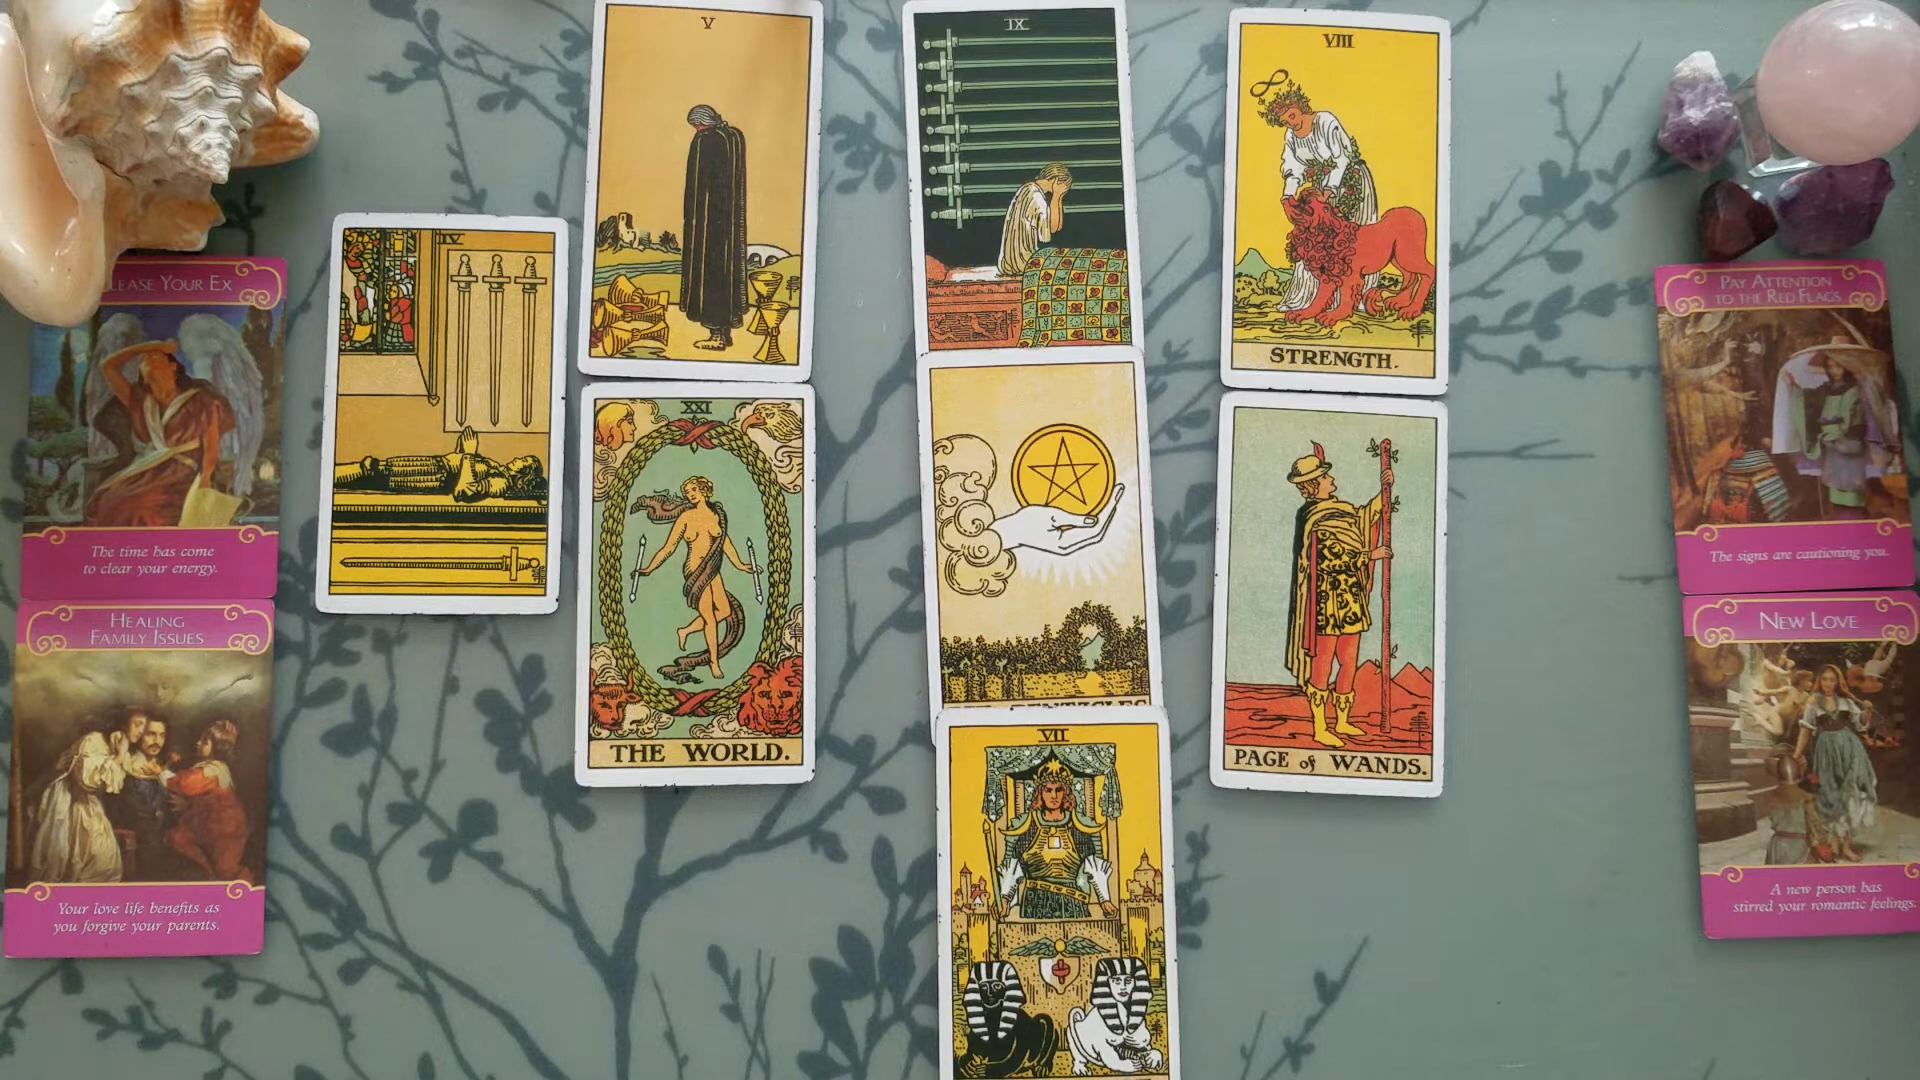 V
IX
VIII
STRENGTH.
IV
LEASE YOUR EX
The time has come
to clear your energy.
HEALING
FAMILY ISSUES
Your love life benefits as
you forgive your parents.
XXI
THE WORLD.
PENTACLES
VII
PAGE of WANDS.
PAY ATTENTION
TO THE RED FLAGS
The signs are cautioning you.
NEW LOVE
A new person has
stirred your romantic feelings.